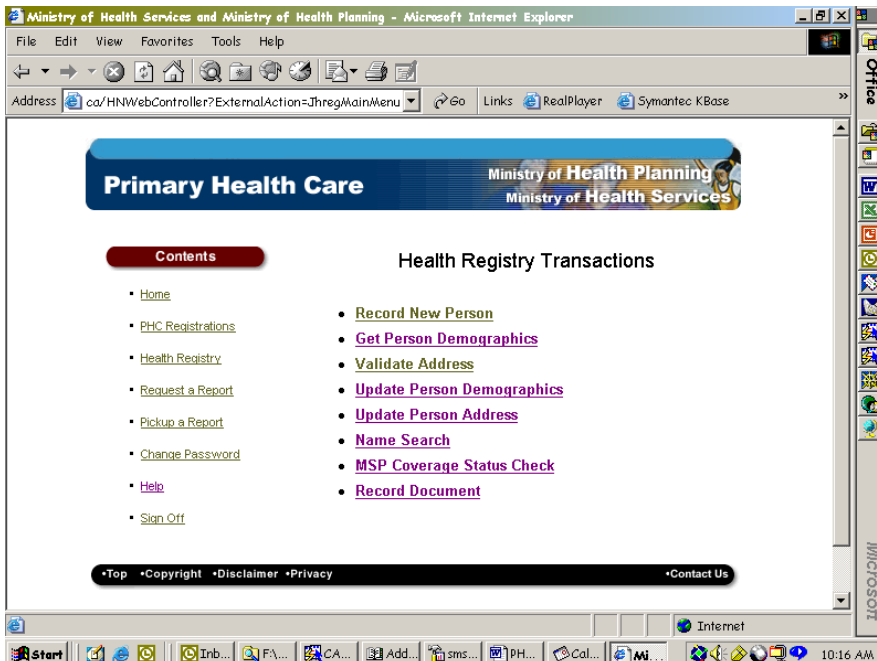 Ministry of Health Services and Ministry of Health Planning - Microsoft Internet Explorer
File Edit View Favorites Tools Help
Address ca/HNWebController?ExternalAction=JhregMainMenu Go Links RealPlayer Symantec KBase »
Office
Primary Health Care
Ministry of Health Planning
Ministry of Health Services
Contents
Home
PHC Registrations
Health Registry
Request a Report
Pickup a Report
Change Password
Help
Sign Off
Health Registry Transactions
Record New Person
Get Person Demographics
Validate Address
Update Person Demographics
Update Person Address
Name Search
MSP Coverage Status Check
Record Document
•Top •Copyright •Disclaimer •Privacy •Contact Us
Microsoft
Internet
Start Inb... F:\... CA... Add... sms... PH... Cal... Mi... 10:16 AM